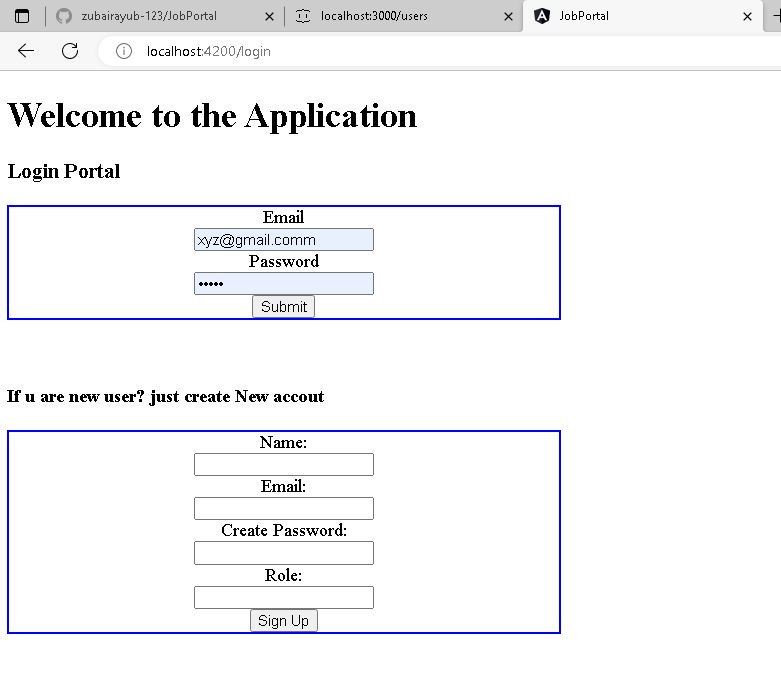 zubairayub-123/JobPortal
localhost:3000/users
JobPortal
localhost:4200/login
Welcome to the Application
Login Portal
Email
xyz@gmail.comm
Password
•••••
Submit
If u are new user? just create New accout
Name:
Email:
Create Password:
Role:
Sign Up